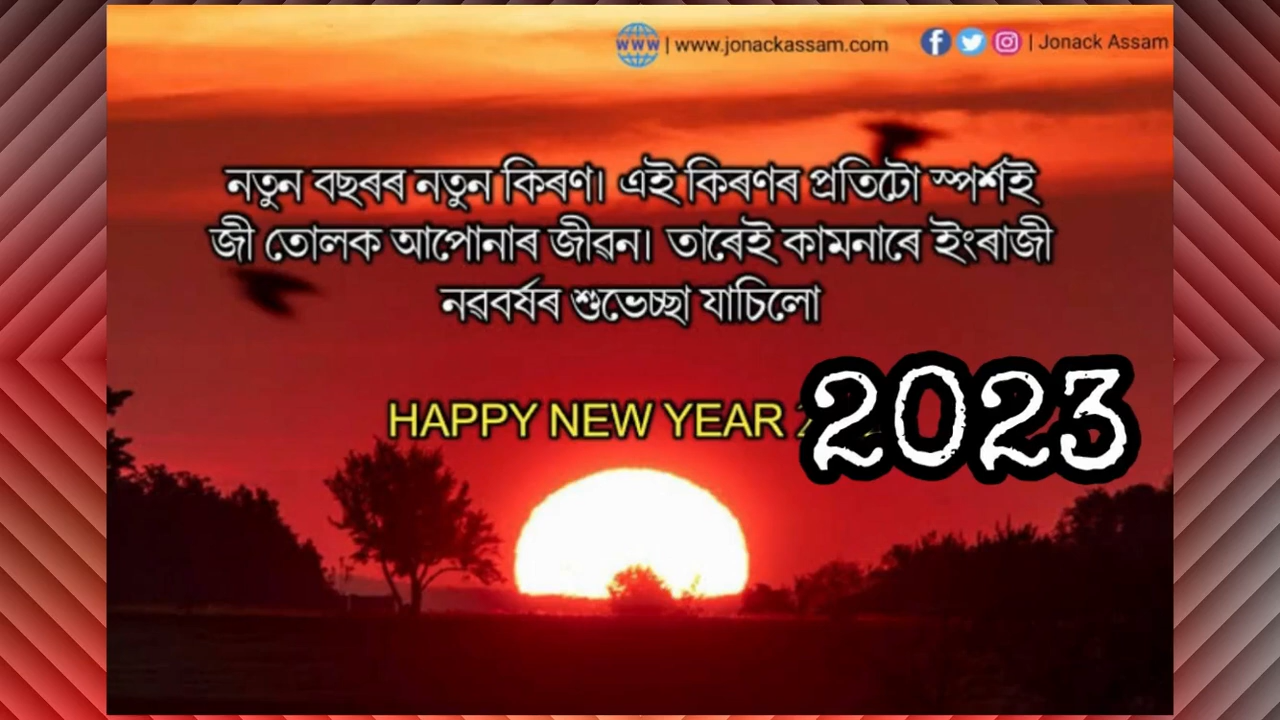 WWW | www.jonackassam.com
| Jonack Assam
নতুন বছৰৰ নতুন কিৰণ। এই কিৰণৰ প্ৰতিটো স্পৰ্শই
জী তোলক আপোনাৰ জীৱন। তাৰেই কামনাৰে ইংৰাজী
নৱবৰ্ষৰ শুভেচ্ছা যাচিলো
HAPPY NEW YEAR 2023